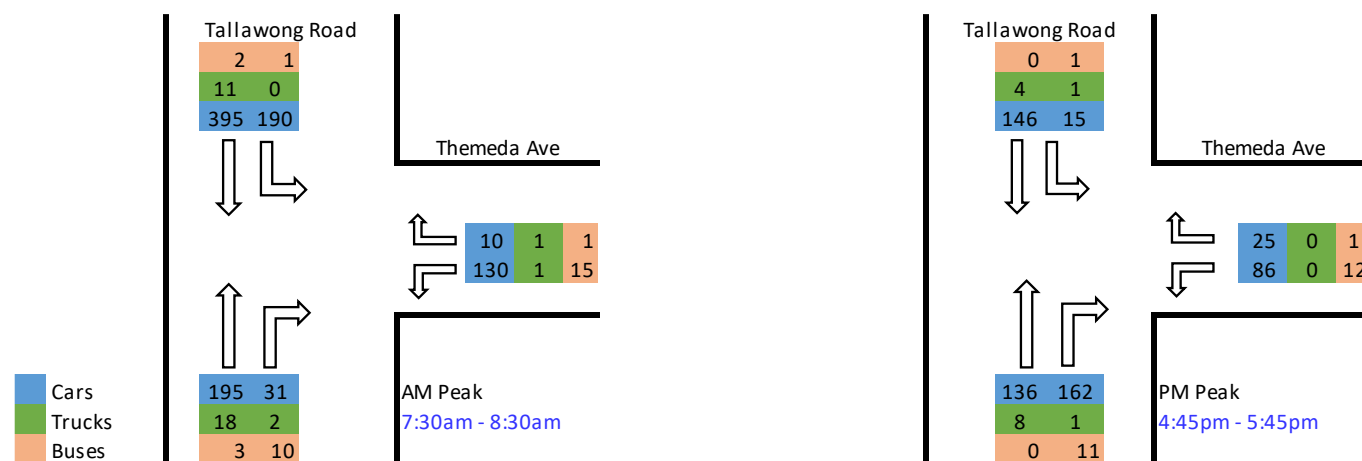 Tallawong Road
2 1
11 0
395 190
Themeda Ave
10 1 1
130 1 15
195 31
18 2
3 10
Cars
Trucks
Buses
AM Peak
7:30am - 8:30am
Tallawong Road
0 1
4 1
146 15
Themeda Ave
25 0 1
86 0 12
136 162
8 1
0 11
PM Peak
4:45pm - 5:45pm